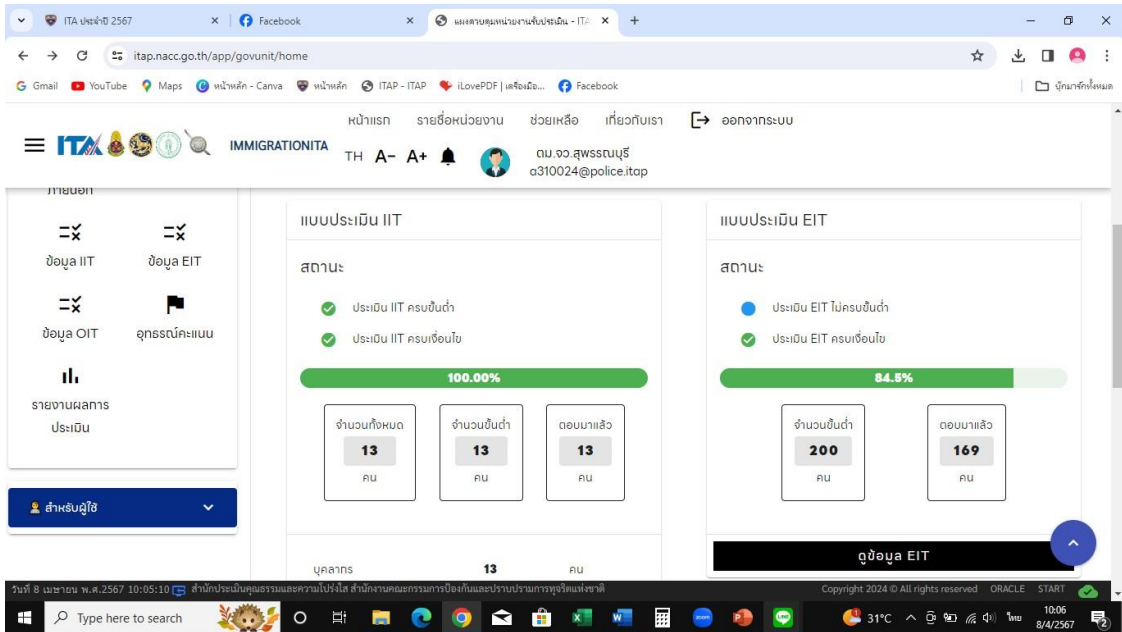 ITA ประจำปี 2567
Facebook
แผงควบคุมหน่วยงานรับประเมิน - ITA
itap.nacc.go.th/app/govunit/home
Gmail YouTube Maps หน้าหลัก - Canva หน้าหลัก ITAP - ITAP iLovePDF | เครื่องมือ... Facebook บุ๊กมาร์กทั้งหมด
หน้าแรก รายชื่อหน่วยงาน ช่วยเหลือ เกี่ยวกับเรา ออกจากระบบ
ITA IMMIGRATIONITA
TH A- A+ ตม.จว.สุพรรณบุรี
a310024@police.itap
ภายนอก
ข้อมูล IIT ข้อมูล EIT
ข้อมูล OIT อุทธรณ์คะแนน
รายงานผลการ
ประเมิน
สำหรับผู้ใช้
แบบประเมิน IIT
สถานะ
ประเมิน IIT ครบขั้นต่ำ
ประเมิน IIT ครบเงื่อนไข
100.00%
จำนวนทั้งหมด จำนวนขั้นต่ำ ตอบมาแล้ว
13 13 13
คน คน คน
บุคลากร 13 คน
แบบประเมิน EIT
สถานะ
ประเมิน EIT ไม่ครบขั้นต่ำ
ประเมิน EIT ครบเงื่อนไข
84.5%
จำนวนขั้นต่ำ ตอบมาแล้ว
200 169
คน คน
ดูข้อมูล EIT
วันที่ 8 เมษายน พ.ศ.2567 10:05:10 สำนักประเมินคุณธรรมและความโปร่งใส สำนักงานคณะกรรมการป้องกันและปราบปรามการทุจริตแห่งชาติ Copyright 2024 © All rights reserved ORACLE START
Type here to search 31°C ไทย 10:06
8/4/2567